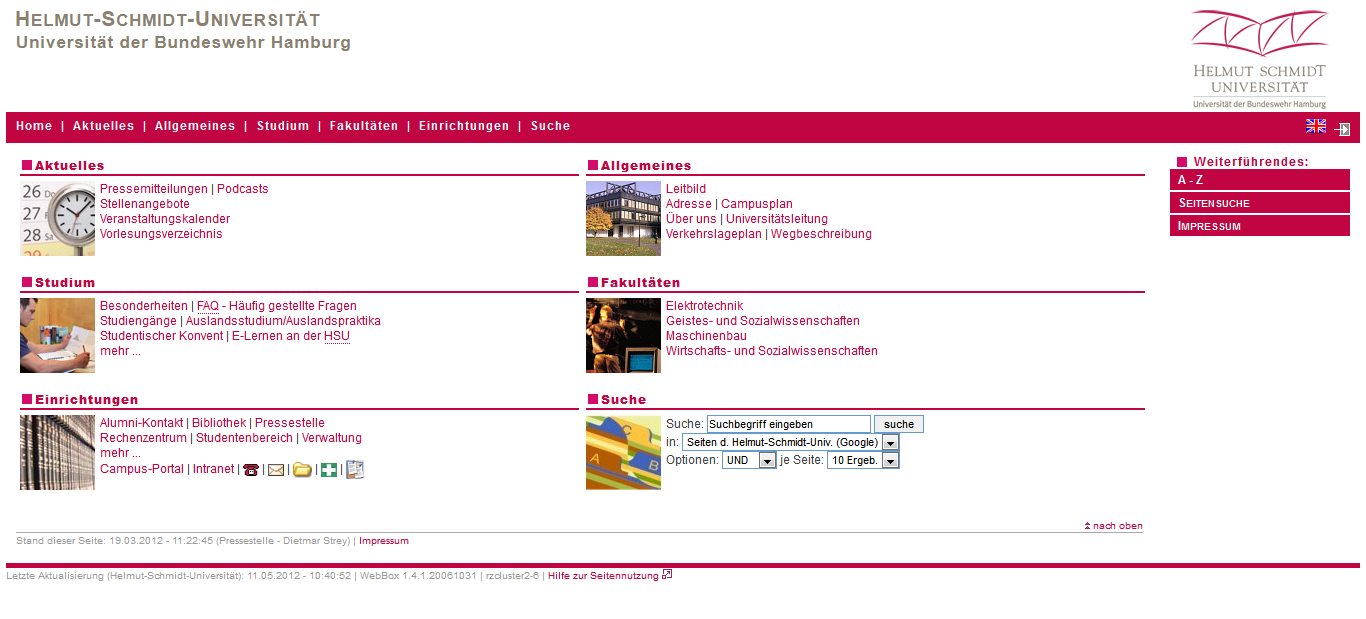 HELMUT-SCHMIDT-UNIVERSITÄT
Universität der Bundeswehr Hamburg
HELMUT SCHMIDT
UNIVERSITÄT
Universität der Bundeswehr Hamburg
Home | Aktuelles | Allgemeines | Studium | Fakultäten | Einrichtungen | Suche
Aktuelles
26 Do
27 Fr
28 Sa
29
Pressemitteilungen | Podcasts
Stellenangebote
Veranstaltungskalender
Vorlesungsverzeichnis
Allgemeines
Leitbild
Adresse | Campusplan
Über uns | Universitätsleitung
Verkehrslageplan | Wegbeschreibung
Weiterführendes:
A - Z
SEITENSUCHE
IMPRESSUM
Studium
Besonderheiten | FAQ - Häufig gestellte Fragen
Studiengänge | Auslandsstudium/Auslandspraktika
Studentischer Konvent | E-Lernen an der HSU
mehr ...
Fakultäten
Elektrotechnik
Geistes- und Sozialwissenschaften
Maschinenbau
Wirtschafts- und Sozialwissenschaften
Einrichtungen
Alumni-Kontakt | Bibliothek | Pressestelle
Rechenzentrum | Studentenbereich | Verwaltung
mehr ...
Campus-Portal | Intranet | | | | |
Suche
C
A
B
Suche: Suchbegriff eingeben suche
in: Seiten d. Helmut-Schmidt-Univ. (Google)
Optionen: UND je Seite: 10 Ergeb.
nach oben
Stand dieser Seite: 19.03.2012 - 11:22:45 (Pressestelle - Dietmar Strey) | Impressum
Letzte Aktualisierung (Helmut-Schmidt-Universität): 11.05.2012 - 10:40:52 | WebBox 1.4.1.20061031 | rzcluster2-6 | Hilfe zur Seitennutzung